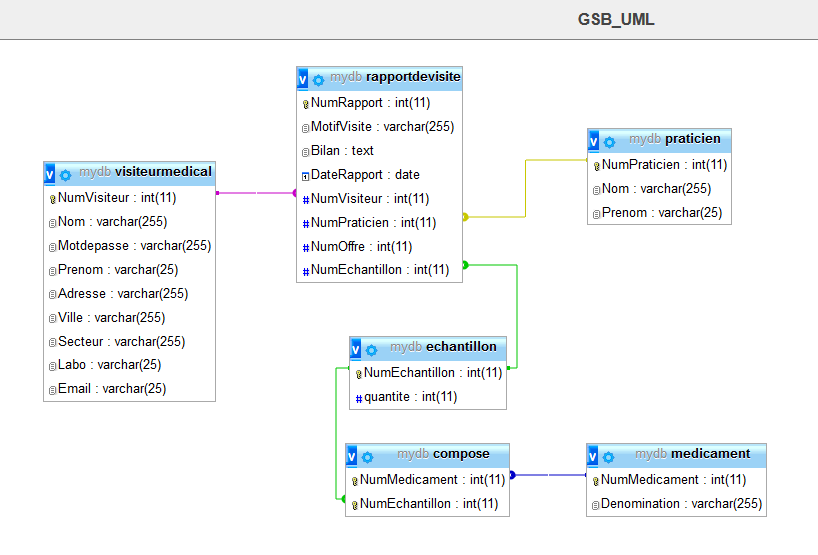 GSB_UML
mydb rapportdevisite
NumRapport : int(11)
MotifVisite : varchar(255)
Bilan : text
DateRapport : date
NumVisiteur : int(11)
NumPraticien : int(11)
NumOffre : int(11)
NumEchantillon : int(11)
mydb praticien
NumPraticien : int(11)
Nom : varchar(255)
Prenom : varchar(25)
mydb visiteurmedical
NumVisiteur : int(11)
Nom : varchar(255)
Motdepasse : varchar(255)
Prenom : varchar(25)
Adresse : varchar(255)
Ville : varchar(255)
Secteur : varchar(255)
Labo : varchar(25)
Email : varchar(25)
mydb echantillon
NumEchantillon : int(11)
quantite : int(11)
mydb compose
NumMedicament : int(11)
NumEchantillon : int(11)
mydb medicament
NumMedicament : int(11)
Denomination : varchar(255)